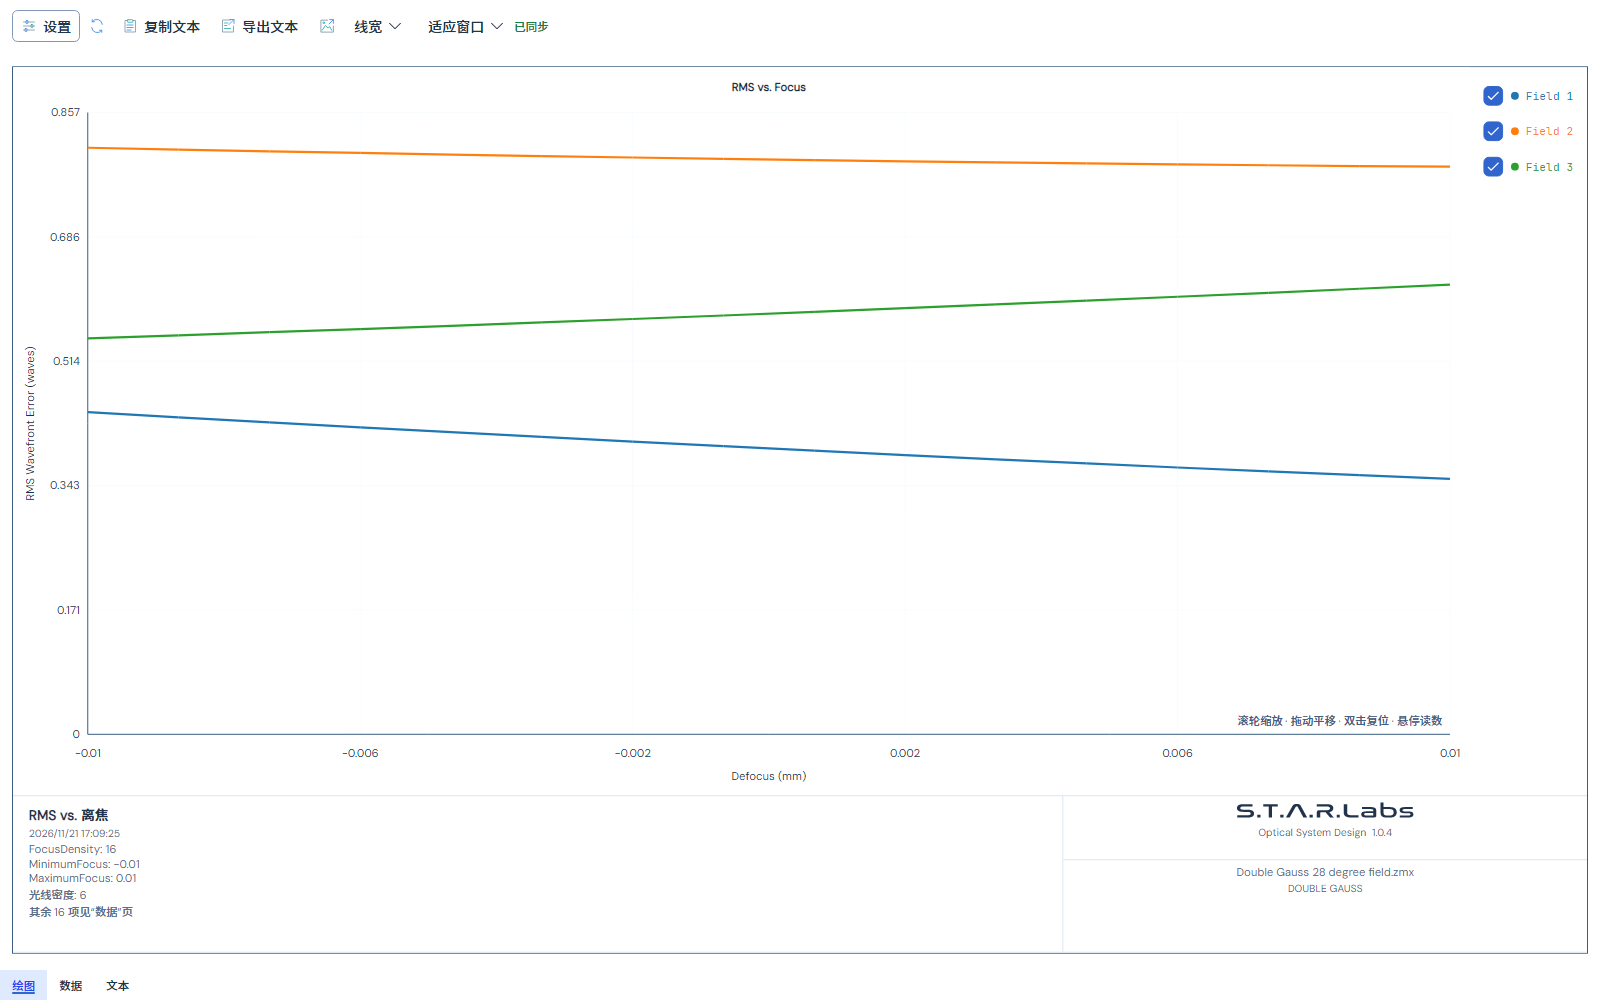 设置 复制文本 导出文本 线宽 适应窗口 已同步
RMS vs. Focus
Field 1
Field 2
Field 3
0.857
0.686
0.514
0.343
0.171
0
RMS Wavefront Error (waves)
滚轮缩放 · 拖动平移 · 双击复位 · 悬停读数
-0.01 -0.006 -0.002 0.002 0.006 0.01
Defocus (mm)
RMS vs. 离焦
2026/11/21 17:09:25
FocusDensity: 16
MinimumFocus: -0.01
MaximumFocus: 0.01
光线密度: 6
其余 16 项见“数据”页
S.T.A.R.Labs
Optical System Design 1.0.4
Double Gauss 28 degree field.zmx
DOUBLE GAUSS
绘图 数据 文本